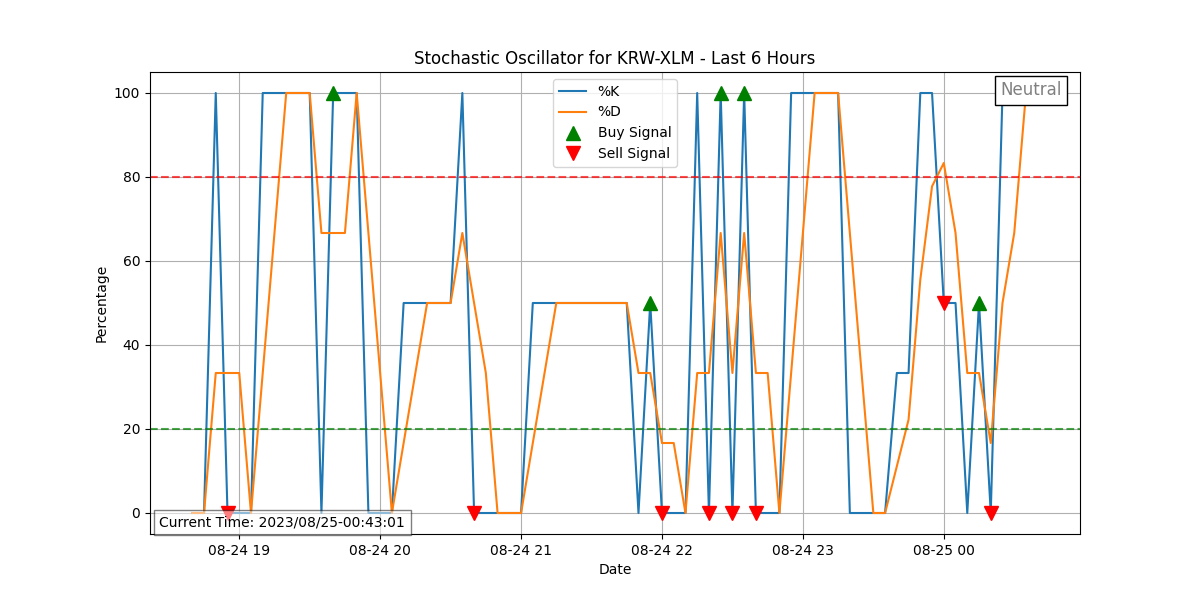 Stochastic Oscillator for KRW-XLM - Last 6 Hours
Neutral
%K
%D
Buy Signal
Sell Signal
100
80
60
40
20
0
Percentage
Current Time: 2023/08/25-00:43:01
08-24 19
08-24 20
08-24 21
08-24 22
08-24 23
08-25 00
Date